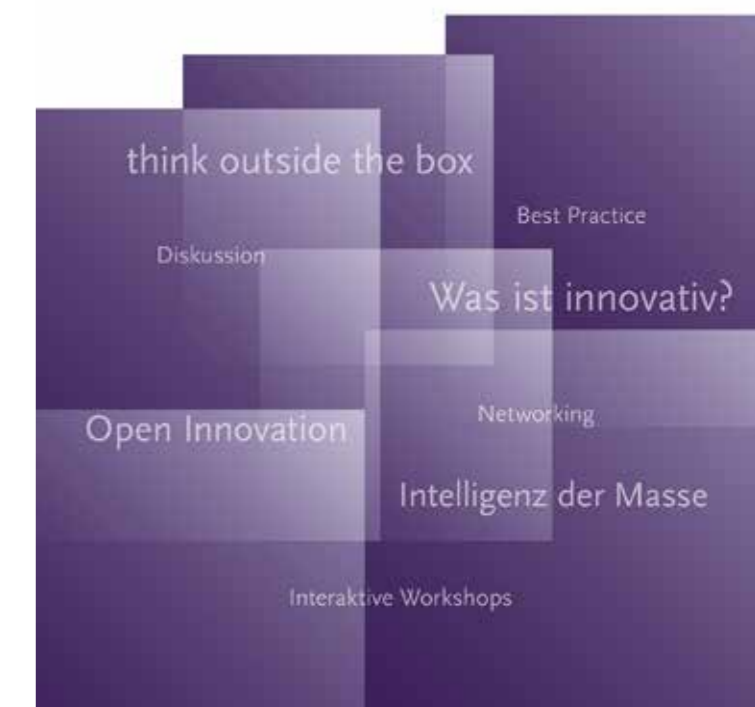 think outside the box
Best Practice
Diskussion
Was ist innovativ?
Networking
Open Innovation
Intelligenz der Masse
Interaktive Workshops